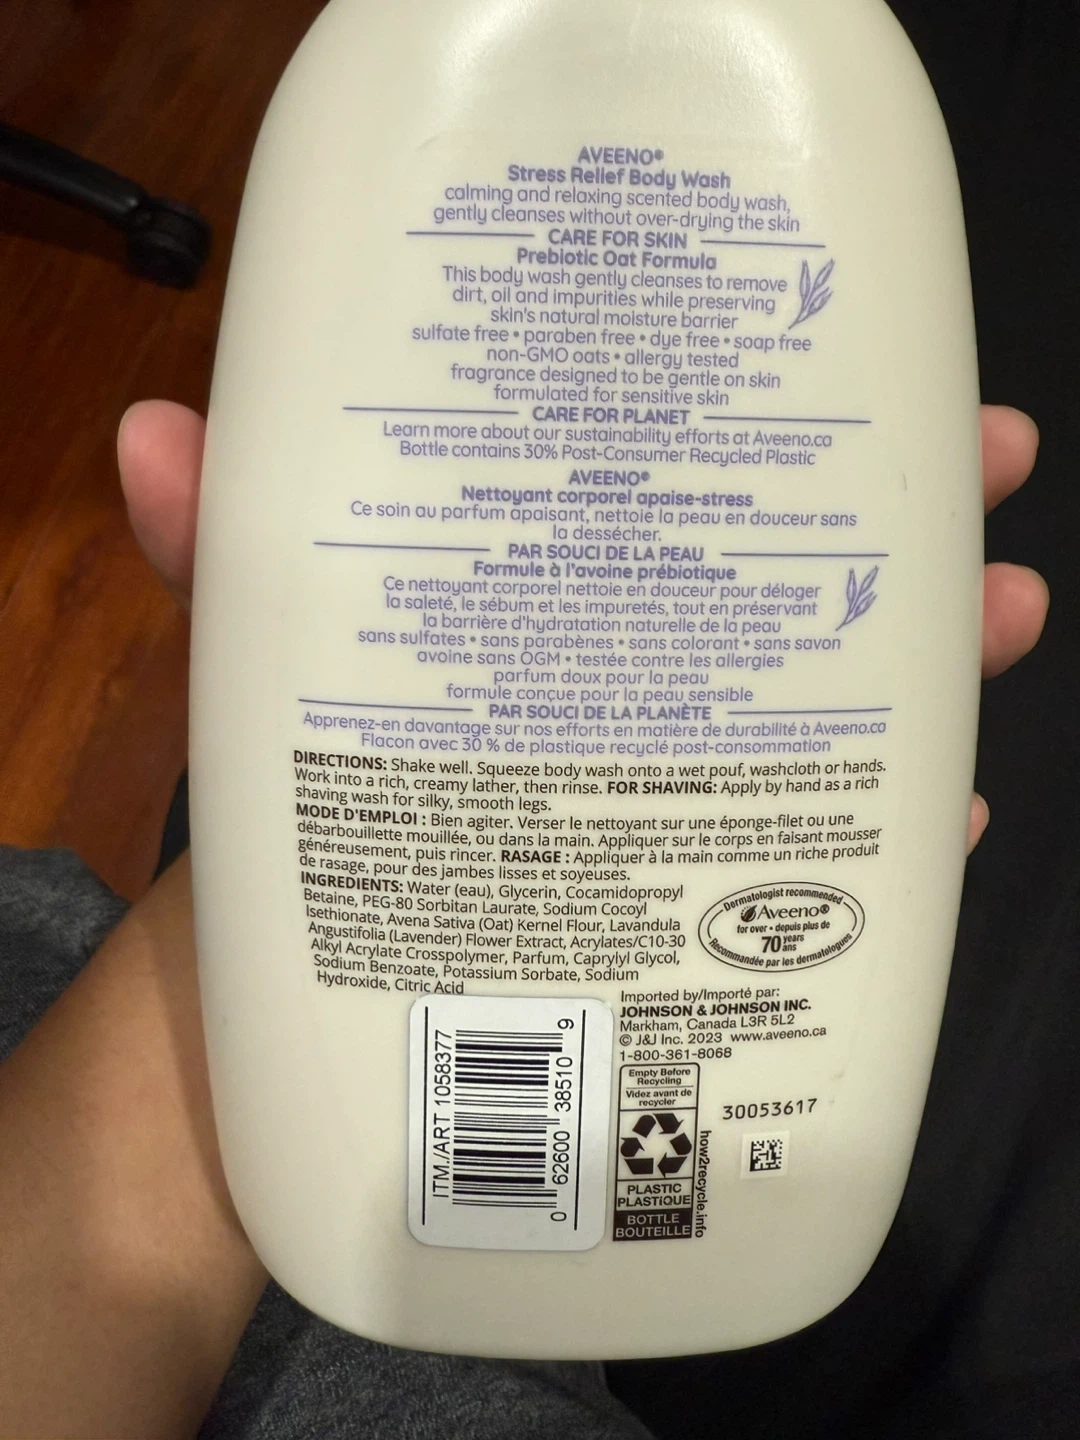 AVEENO®
Stress Relief Body Wash
calming and relaxing scented body wash,
gently cleanses without over-drying the skin
CARE FOR SKIN
Prebiotic Oat Formula
This body wash gently cleanses to remove
dirt, oil and impurities while preserving
skin's natural moisture barrier
sulfate free • paraben free • dye free • soap free
non-GMO oats • allergy tested
fragrance designed to be gentle on skin
formulated for sensitive skin
CARE FOR PLANET
Learn more about our sustainability efforts at Aveeno.ca
Bottle contains 30% Post-Consumer Recycled Plastic
AVEENO®
Nettoyant corporel apaise-stress
Ce soin au parfum apaisant, nettoie la peau en douceur sans
la dessécher.
PAR SOUCI DE LA PEAU
Formule à l'avoine prébiotique
Ce nettoyant corporel nettoie en douceur pour déloger
la saleté, le sébum et les impuretés, tout en préservant
la barrière d'hydratation naturelle de la peau
sans sulfates • sans parabènes • sans colorant • sans savon
avoine sans OGM • testée contre les allergies
parfum doux pour la peau
formule conçue pour la peau sensible
PAR SOUCI DE LA PLANÈTE
Apprenez-en davantage sur nos efforts en matière de durabilité à Aveeno.ca
Flacon avec 30 % de plastique recyclé post-consommation
DIRECTIONS: Shake well. Squeeze body wash onto a wet pouf, washcloth or hands.
Work into a rich, creamy lather, then rinse. FOR SHAVING: Apply by hand as a rich
shaving wash for silky, smooth legs.
MODE D'EMPLOI : Bien agiter. Verser le nettoyant sur une éponge-filet ou une
débarbouillette mouillée, ou dans la main. Appliquer sur le corps en faisant mousser
généreusement, puis rincer. RASAGE : Appliquer à la main comme un riche produit
de rasage, pour des jambes lisses et soyeuses.
INGREDIENTS: Water (eau), Glycerin, Cocamidopropyl
Betaine, PEG-80 Sorbitan Laurate, Sodium Cocoyl
Isethionate, Avena Sativa (Oat) Kernel Flour, Lavandula
Angustifolia (Lavender) Flower Extract, Acrylates/C10-30
Alkyl Acrylate Crosspolymer, Parfum, Caprylyl Glycol,
Sodium Benzoate, Potassium Sorbate, Sodium
Hydroxide, Citric Acid
Dermatologist recommended
Aveeno®
for over • depuis plus de
70 years
ans
Recommandée par les dermatologues
Imported by/Importé par:
JOHNSON & JOHNSON INC.
Markham, Canada L3R 5L2
© J&J Inc. 2023 www.aveeno.ca
1-800-361-8068
ITM./ART 1058377
0 62600 38510 9
Empty Before
Recycling
Videz avant de
recycler
PLASTIC
PLASTIQUE
BOTTLE
BOUTEILLE
how2recycle.info
30053617